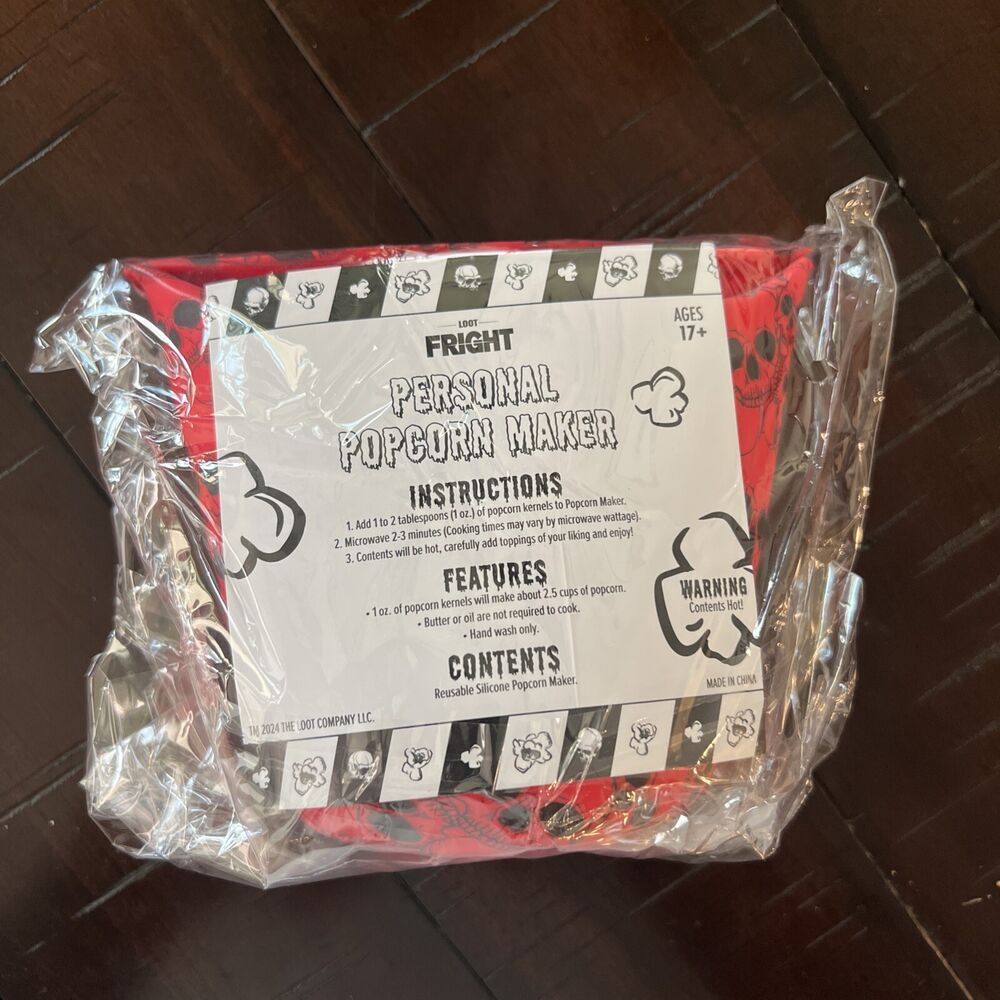 LOOT
FRIGHT
AGES
17+
PERSONAL
POPCORN MAKER
INSTRUCTIONS
1. Add 1 to 2 tablespoons (1 oz.) of popcorn kernels to Popcorn Maker.
2. Microwave 2-3 minutes (Cooking times may vary by microwave wattage).
3. Contents will be hot, carefully add toppings of your liking and enjoy!
FEATURES
• 1 oz. of popcorn kernels will make about 2.5 cups of popcorn.
• Butter or oil are not required to cook.
• Hand wash only.
WARNING
Contents Hot!
CONTENTS
Reusable Silicone Popcorn Maker.
MADE IN CHINA
TM 2024 THE LOOT COMPANY LLC.